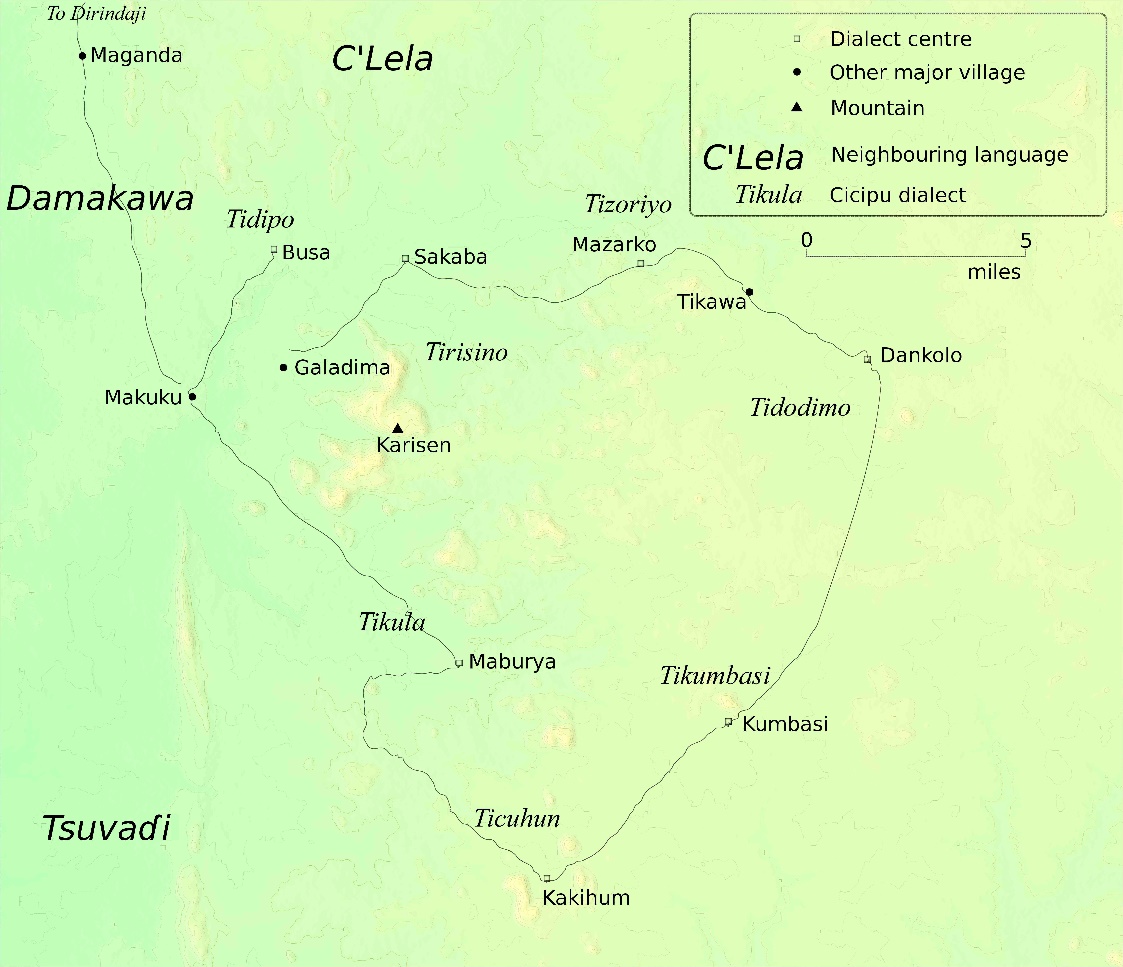 To Dirindaji
Maganda
C'Lela
Dialect centre
Other major village
Mountain
C'Lela Neighbouring language
Tikula Cicipu dialect
0 5
miles
Damakawa
Tidipo
Tizoriyo
Busa
Sakaba
Mazarko
Tikawa
Galadima
Tirisino
Dankolo
Makuku
Tidodimo
Karisen
Tikula
Maburya
Tikumbasi
Kumbasi
Tsuvaɗi
Ticuhun
Kakihum